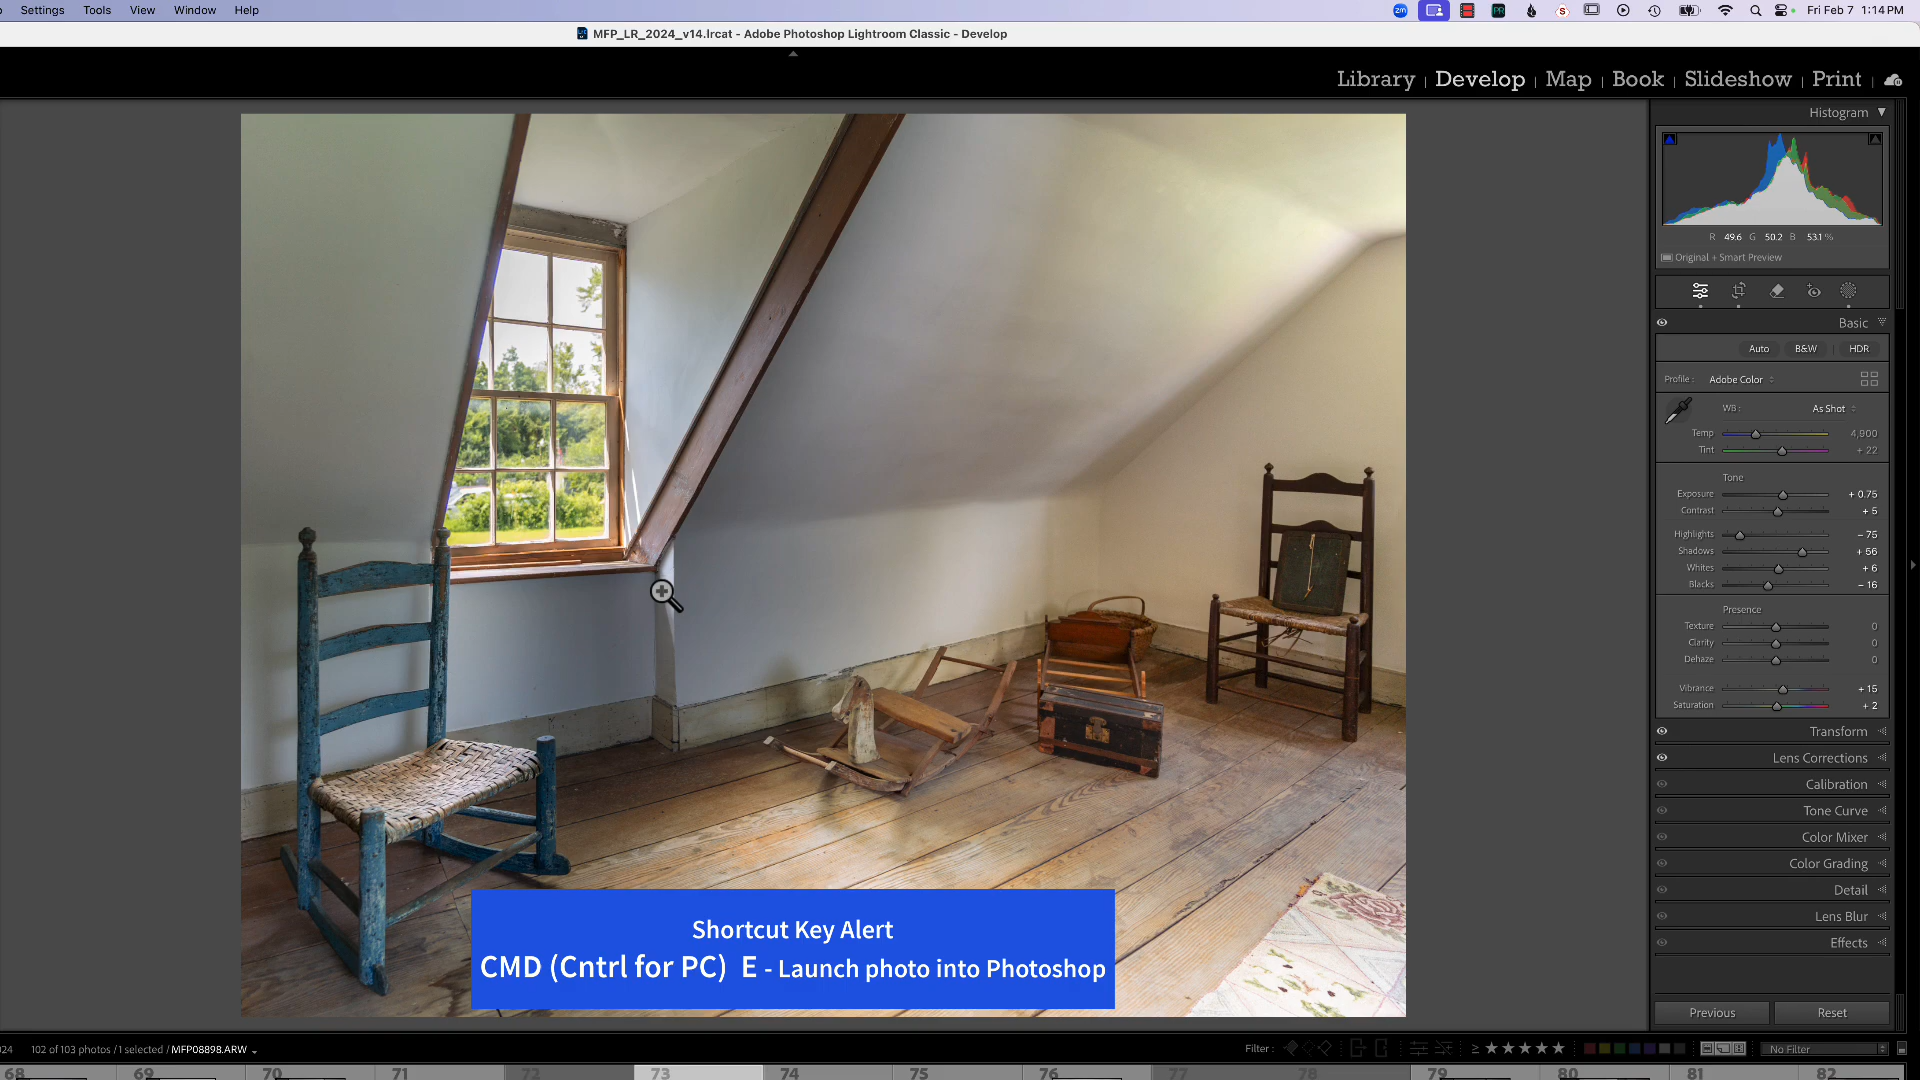 Settings Tools View Window Help
zm PR S Fri Feb 7 1:14 PM
MFP_LR_2024_v14.lrcat - Adobe Photoshop Lightroom Classic - Develop
Library | Develop | Map | Book | Slideshow | Print |
Histogram
R 49.6 G 50.2 B 53.1 %
Original + Smart Preview
Basic
Auto B&W HDR
Profile : Adobe Color
WB : As Shot
Temp 4,900
Tint + 22
Tone
Exposure + 0.75
Contrast + 5
Highlights − 75
Shadows + 56
Whites + 6
Blacks − 16
Presence
Texture 0
Clarity 0
Dehaze 0
Vibrance + 15
Saturation + 2
Transform
Lens Corrections
Calibration
Tone Curve
Color Mixer
Color Grading
Detail
Lens Blur
Effects
Shortcut Key Alert
CMD (Cntrl for PC) E - Launch photo into Photoshop
Previous Reset
024 102 of 103 photos / 1 selected / MFP08898.ARW
Filter : ≥ ★★★★★ No Filter
68 69 70 71 72 73 74 75 76 77 78 79 80 81 82